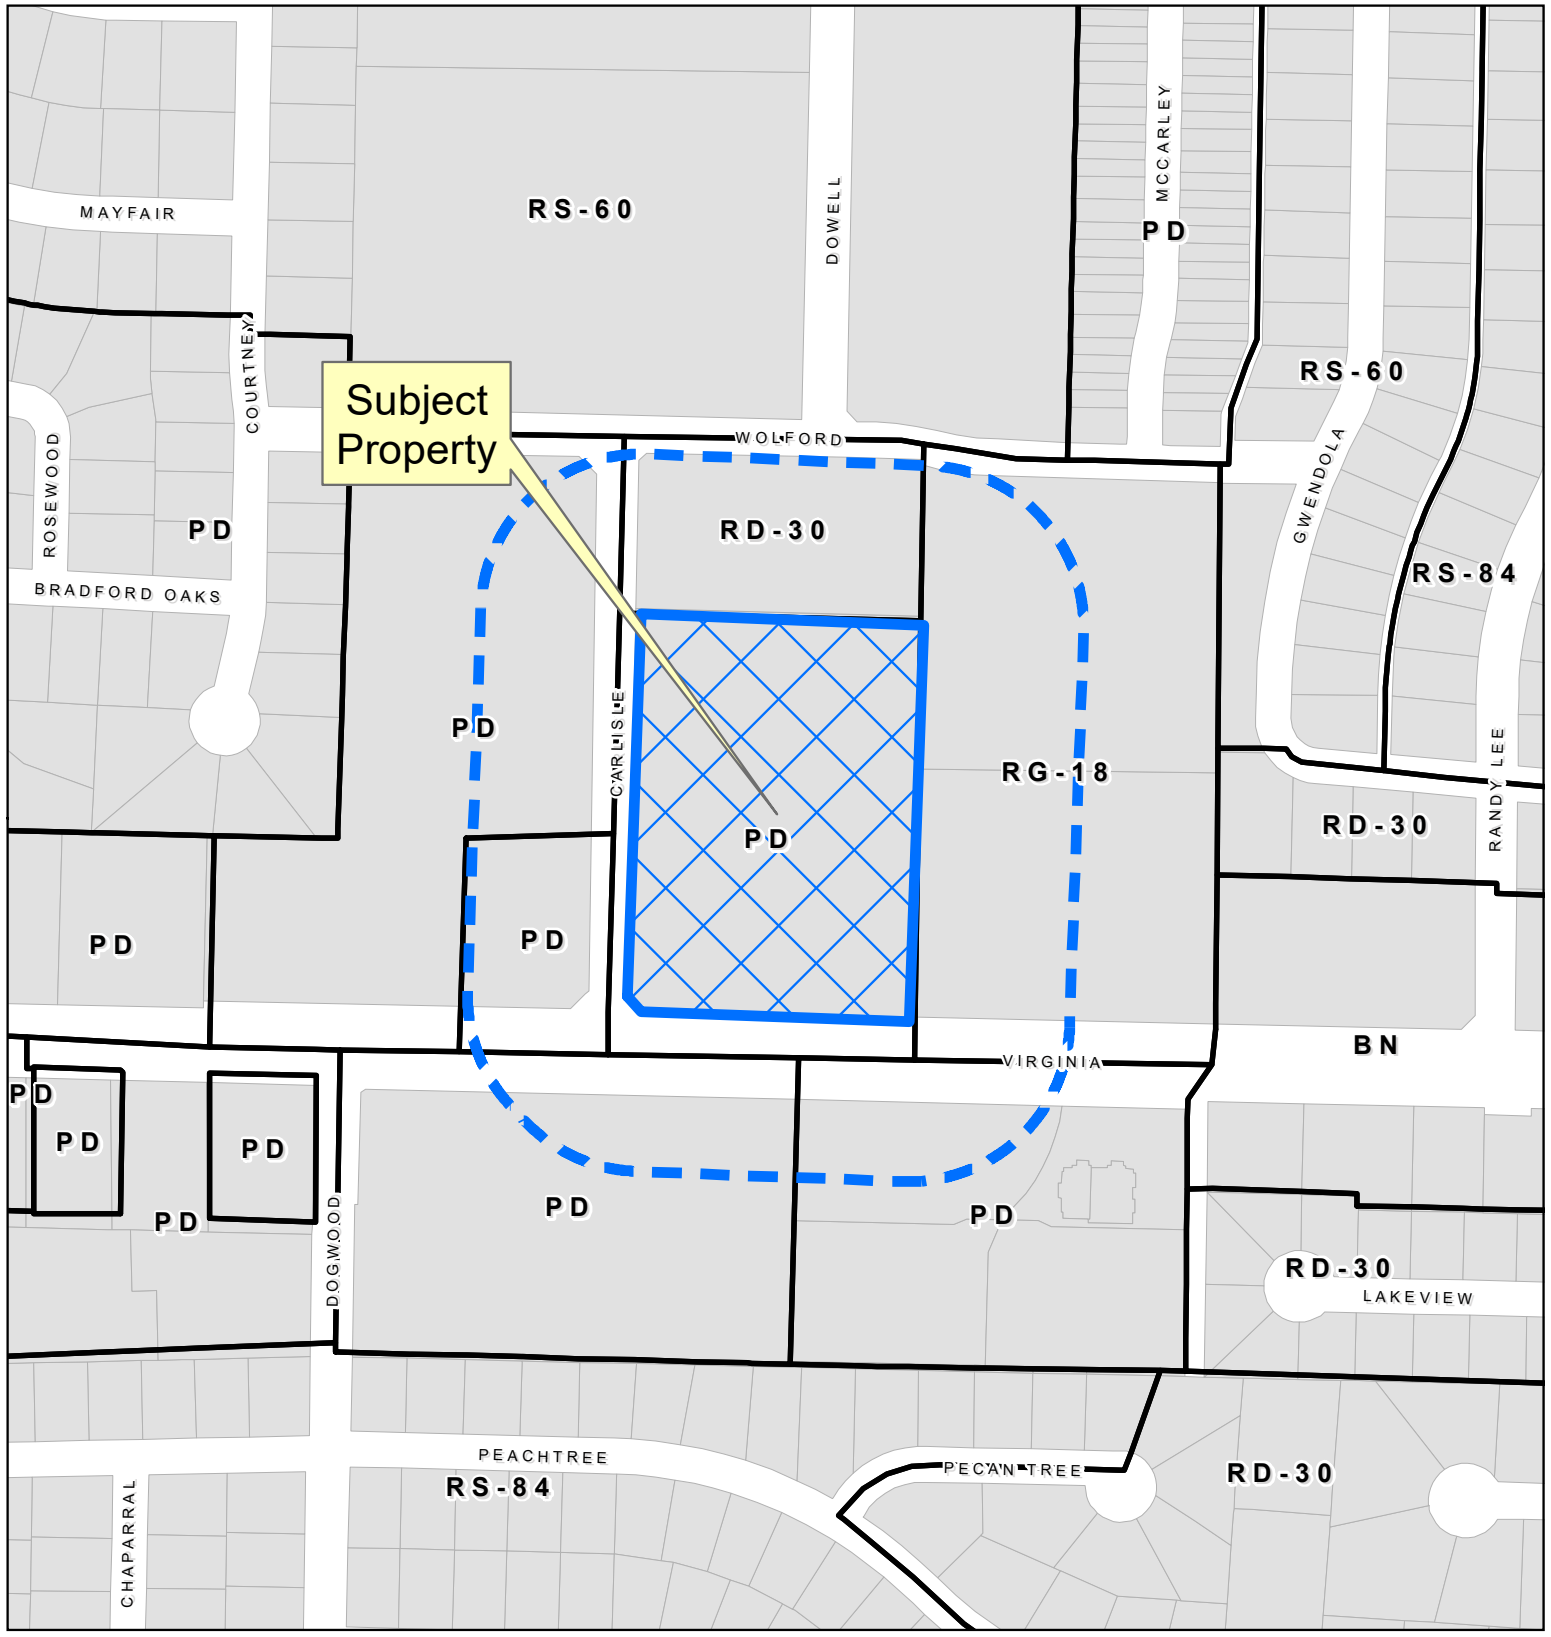 MCCARLEY
MAYFAIR
RS-60
DOWELL
PD
COURTNEY
RS-60
Subject
Property
WOLFORD
ROSEWOOD
GWENDOLA
PD
RD-30
RS-84
BRADFORD OAKS
PD
CARLISLE
RG-18
RANDY LEE
PD
RD-30
PD
PD
BN
VIRGINIA
PD
PD
PD
PD
PD
PD
DOGWOOD
RD-30
LAKEVIEW
PEACHTREE
PECAN TREE
RS-84
RD-30
CHAPARRAL